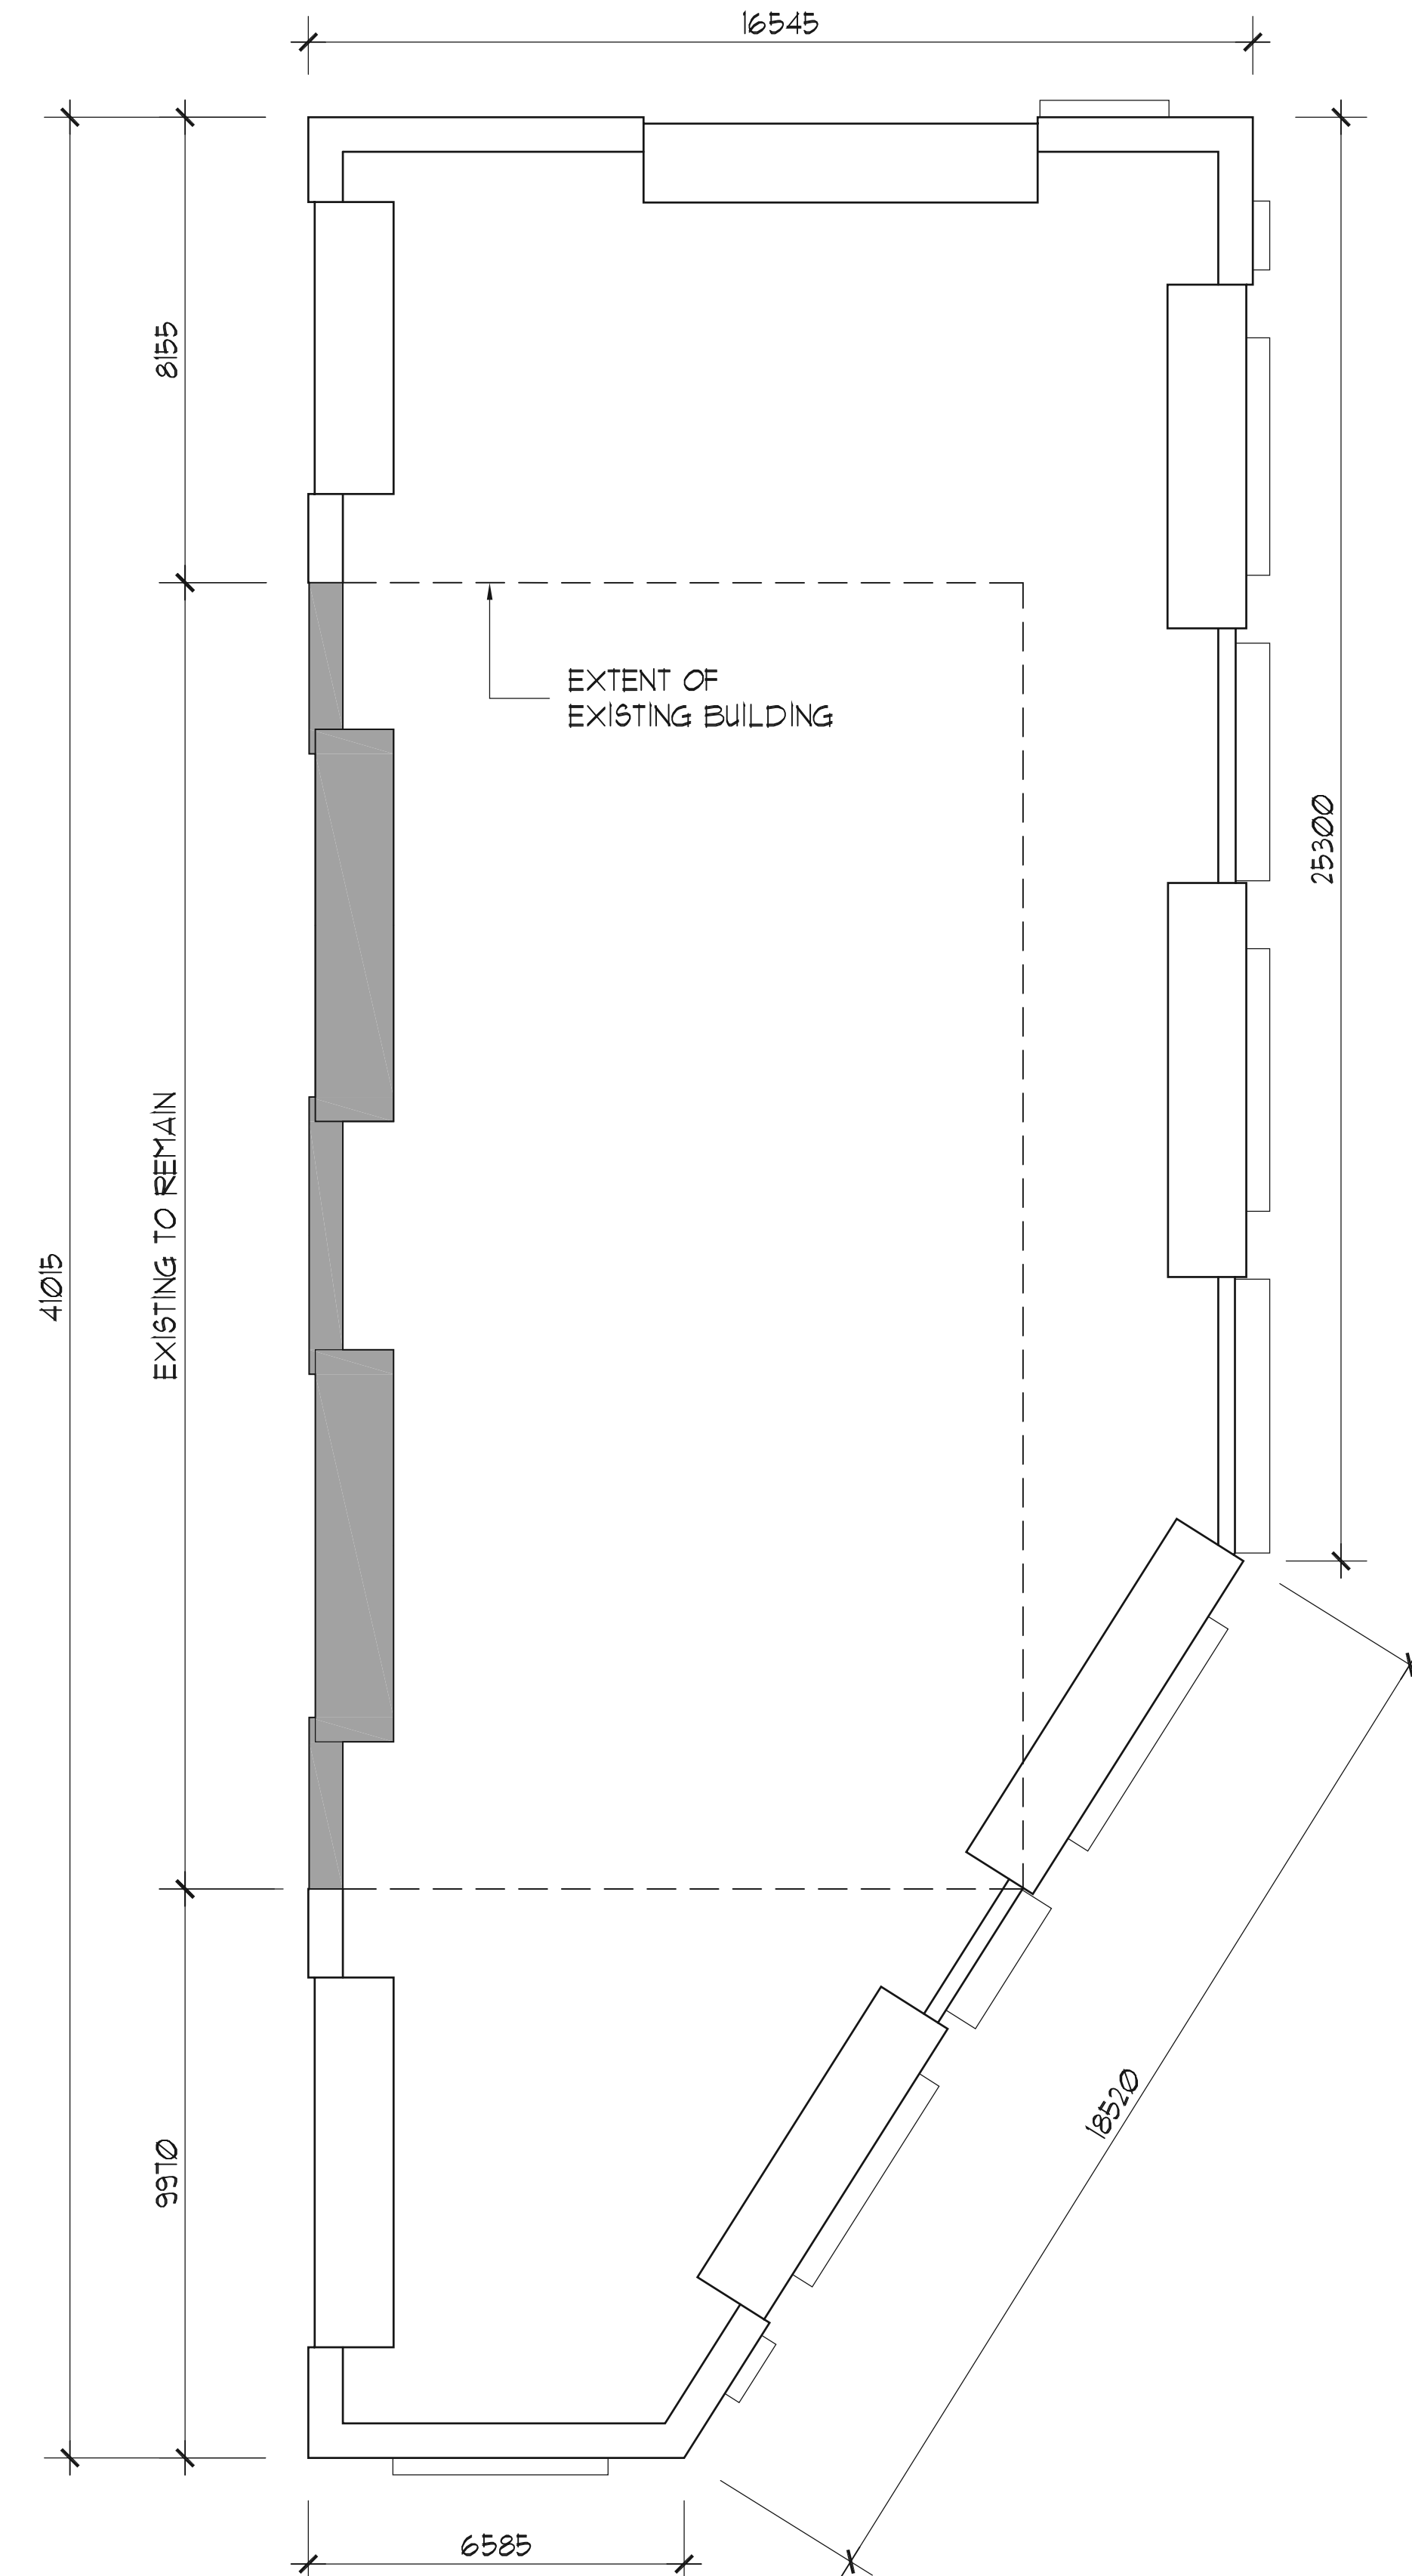 16545
8155
EXTENT OF
EXISTING BUILDING
25300
EXISTING TO REMAIN
41015
18520
9970
6585